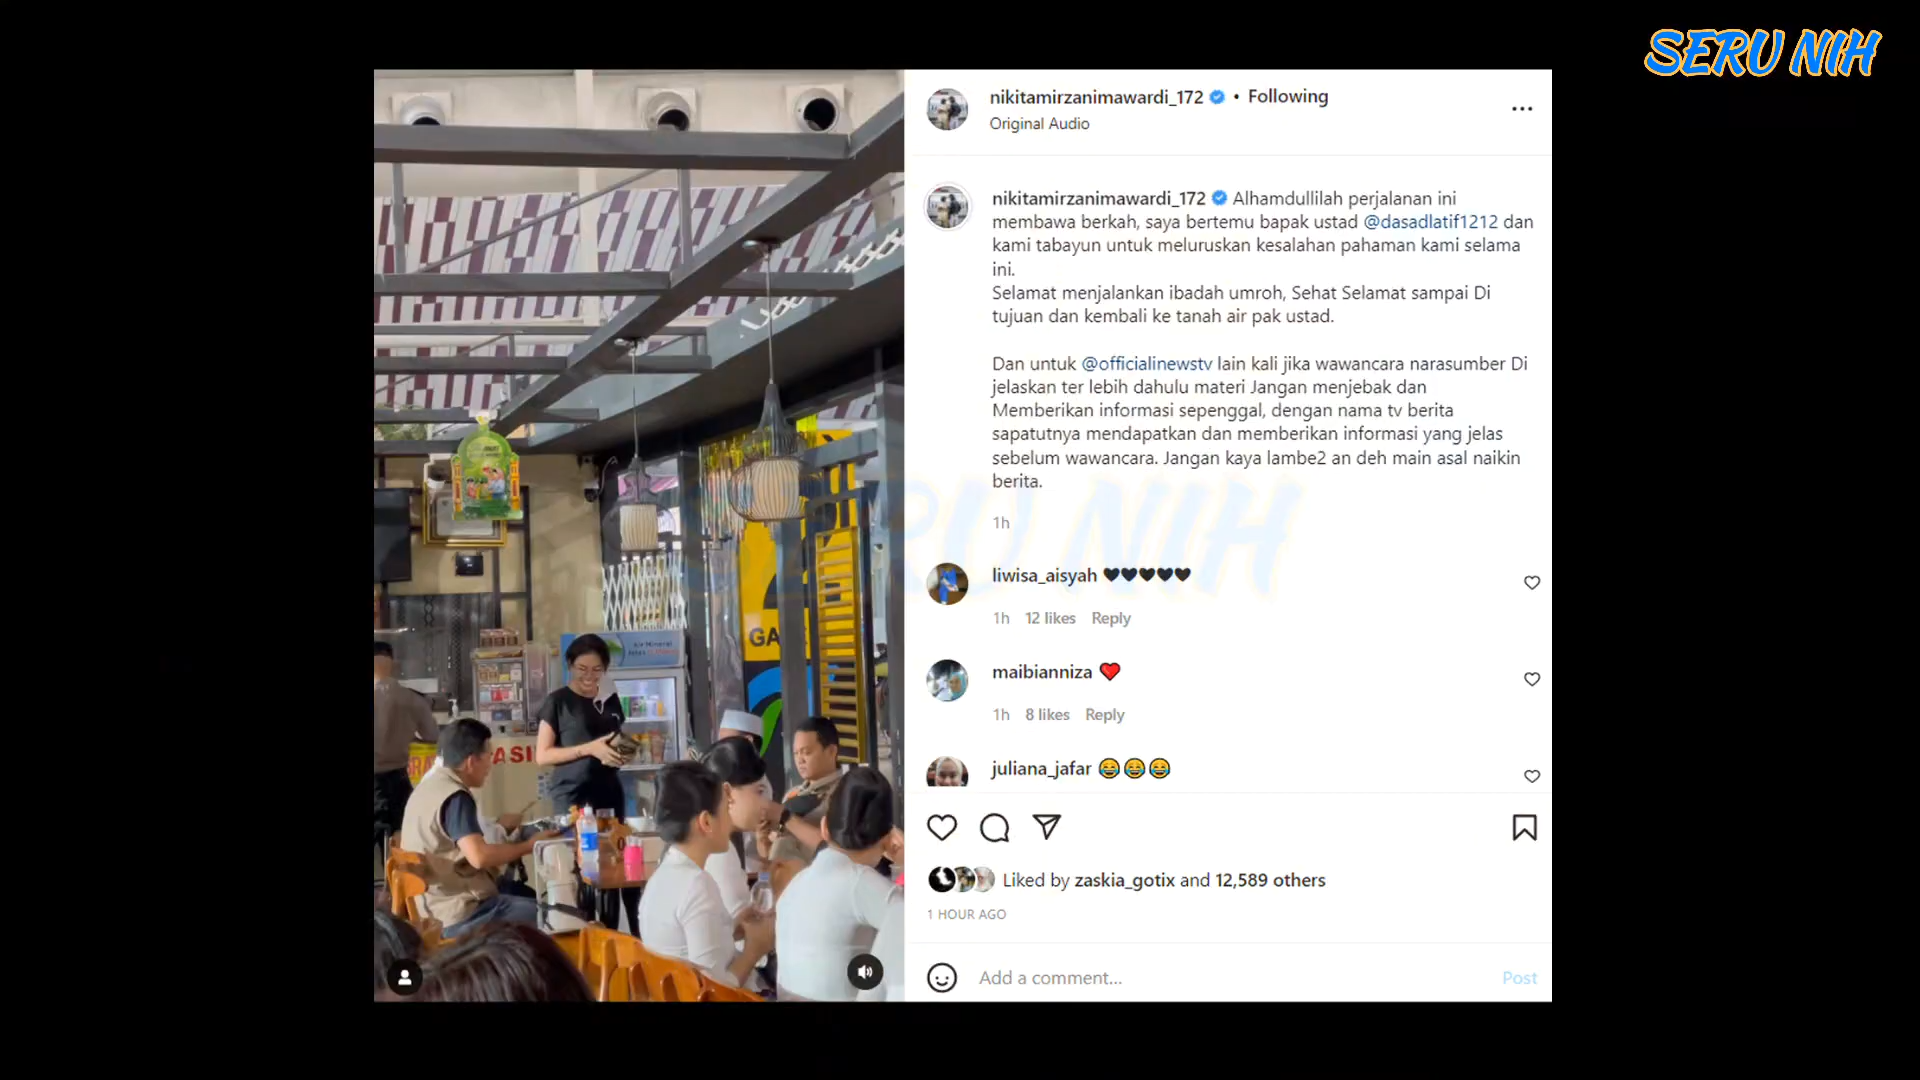 SERU NIH
nikitamirzanimawardi_172 • Following
Original Audio
nikitamirzanimawardi_172 Alhamdullilah perjalanan ini
membawa berkah, saya bertemu bapak ustad @dasadlatif1212 dan
kami tabayun untuk meluruskan kesalahan pahaman kami selama
ini.
Selamat menjalankan ibadah umroh, Sehat Selamat sampai Di
tujuan dan kembali ke tanah air pak ustad.
Dan untuk @officialinewstv lain kali jika wawancara narasumber Di
jelaskan ter lebih dahulu materi Jangan menjebak dan
Memberikan informasi sepenggal, dengan nama tv berita
sapatutnya mendapatkan dan memberikan informasi yang jelas
sebelum wawancara. Jangan kaya lambe2 an deh main asal naikin
berita.
1h
SERU NIH
liwisa_aisyah 🖤🖤🖤🖤🖤
1h 12 likes Reply
maibianniza ❤️
1h 8 likes Reply
juliana_jafar 😂😂😂
Liked by zaskia_gotix and 12,589 others
1 HOUR AGO
Add a comment... Post
Air Mineral
GA
ASI